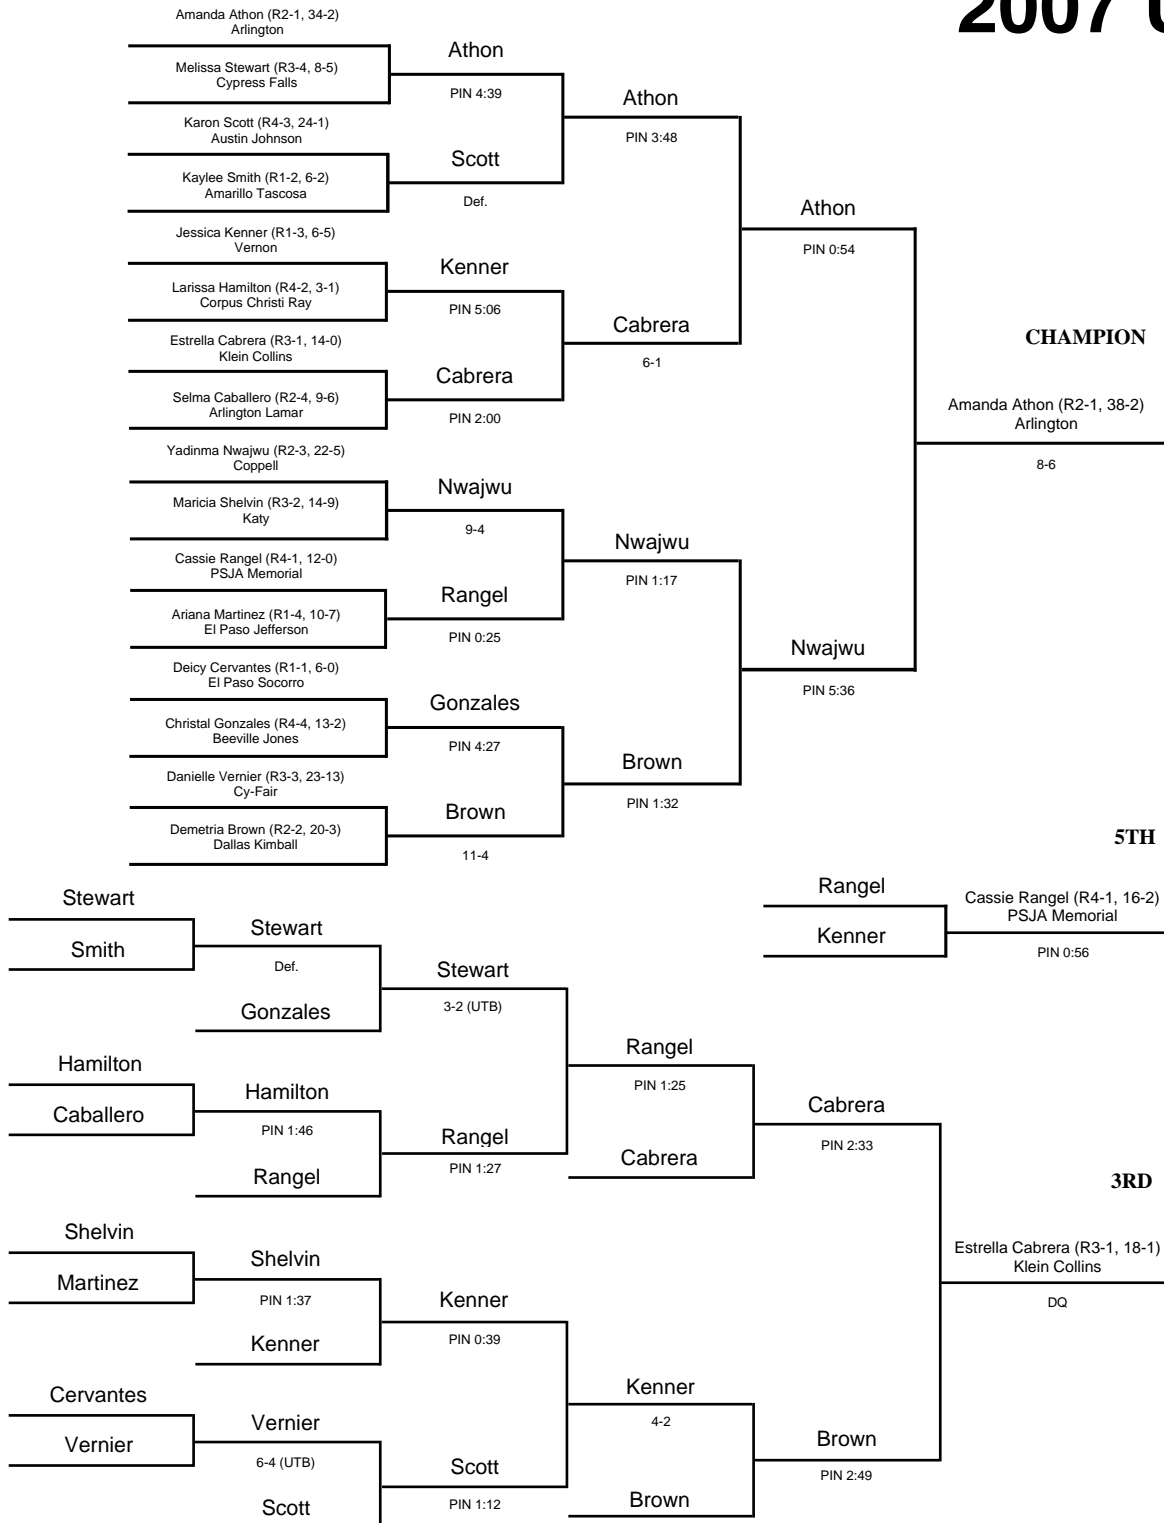 2007 U
Amanda Athon (R2-1, 34-2)
Arlington
Melissa Stewart (R3-4, 8-5)
Cypress Falls
Karon Scott (R4-3, 24-1)
Austin Johnson
Kaylee Smith (R1-2, 6-2)
Amarillo Tascosa
Jessica Kenner (R1-3, 6-5)
Vernon
Larissa Hamilton (R4-2, 3-1)
Corpus Christi Ray
Estrella Cabrera (R3-1, 14-0)
Klein Collins
Selma Caballero (R2-4, 9-6)
Arlington Lamar
Yadinma Nwajwu (R2-3, 22-5)
Coppell
Maricia Shelvin (R3-2, 14-9)
Katy
Cassie Rangel (R4-1, 12-0)
PSJA Memorial
Ariana Martinez (R1-4, 10-7)
El Paso Jefferson
Deicy Cervantes (R1-1, 6-0)
El Paso Socorro
Christal Gonzales (R4-4, 13-2)
Beeville Jones
Danielle Vernier (R3-3, 23-13)
Cy-Fair
Demetria Brown (R2-2, 20-3)
Dallas Kimball
Athon
PIN 4:39
Scott
Def.
Kenner
PIN 5:06
Cabrera
PIN 2:00
Nwajwu
9-4
Rangel
PIN 0:25
Gonzales
PIN 4:27
Brown
11-4
Athon
PIN 3:48
Cabrera
6-1
Nwajwu
PIN 1:17
Brown
PIN 1:32
Athon
PIN 0:54
Nwajwu
PIN 5:36
CHAMPION
Amanda Athon (R2-1, 38-2)
Arlington
8-6
5TH
Rangel
Kenner
Cassie Rangel (R4-1, 16-2)
PSJA Memorial
PIN 0:56
Stewart
Smith
Hamilton
Caballero
Shelvin
Martinez
Cervantes
Vernier
Stewart
Def.
Gonzales
Hamilton
PIN 1:46
Rangel
Shelvin
PIN 1:37
Kenner
Vernier
6-4 (UTB)
Scott
Stewart
3-2 (UTB)
Rangel
PIN 1:27
Kenner
PIN 0:39
Scott
PIN 1:12
Rangel
PIN 1:25
Cabrera
Kenner
4-2
Brown
Cabrera
PIN 2:33
Brown
PIN 2:49
3RD
Estrella Cabrera (R3-1, 18-1)
Klein Collins
DQ